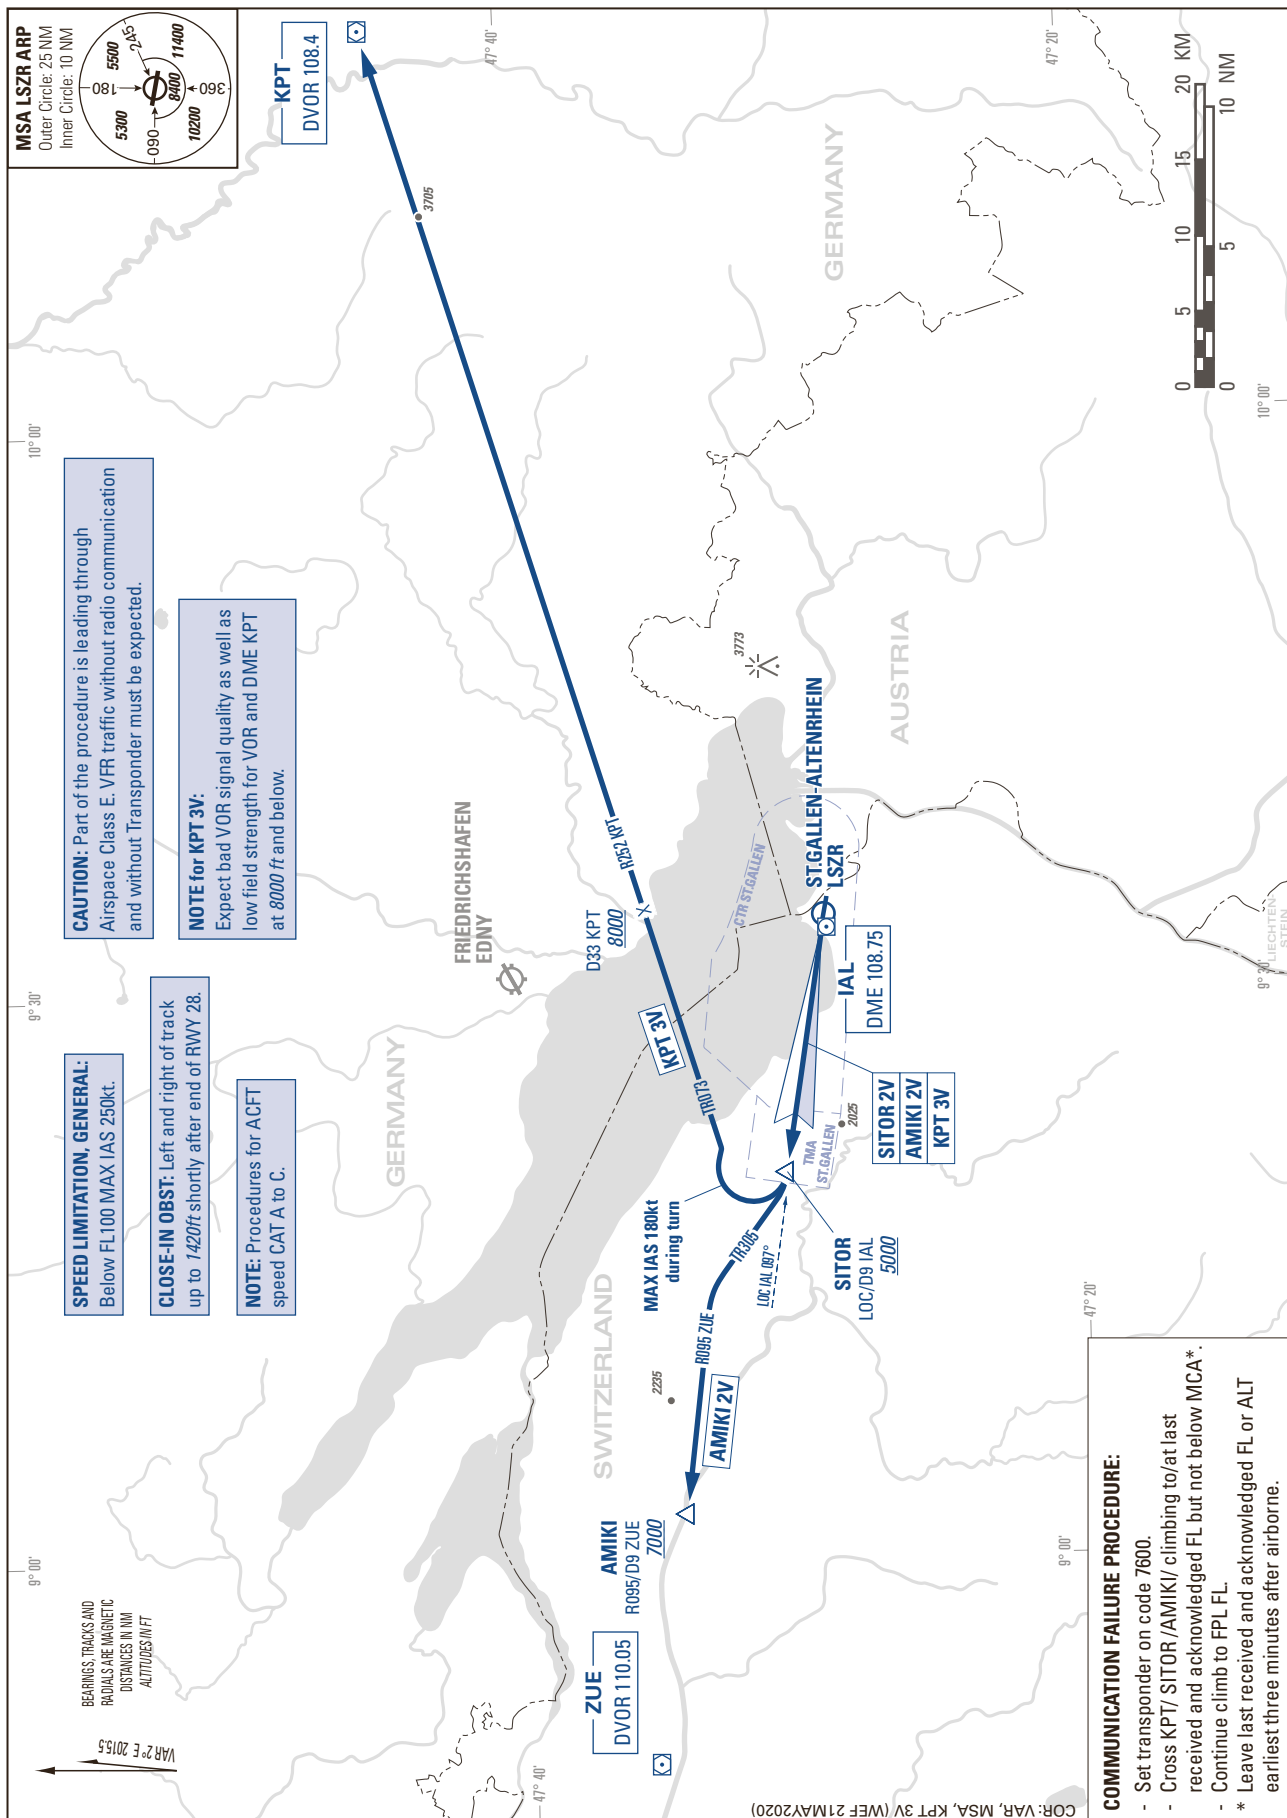 MSA LSZR ARP
Outer Circle: 25 NM
Inner Circle: 10 NM
5300
5500
245
180
8400
11400
060
360
10200
KPT
DVOR 108.4
3705
47° 40'
47° 20'
GERMANY
KM
0
5
10
15
20
NM
0
5
10
10° 00'
10° 00'
CAUTION: Part of the procedure is leading through
Airspace Class E. VFR traffic without radio communication
and without Transponder must be expected.
NOTE for KPT 3V:
Expect bad VOR signal quality as well as
low field strength for VOR and DME KPT
at 8000 ft and below.
SPEED LIMITATION, GENERAL:
Below FL100 MAX IAS 250kt.
CLOSE-IN OBST: Left and right of track
up to 1420ft shortly after end of RWY 28.
NOTE: Procedures for ACFT
speed CAT A to C.
9° 30'
FRIEDRICHSHAFEN
EDNY
GERMANY
R252 KPT
D33 KPT
8000
KPT 3V
TR073
3773
AUSTRIA
CTR ST.GALLEN
ST.GALLEN-ALTENRHEIN
LSZR
IAL
DME 108.75
LIECHTEN-
STEIN
9° 30'
SITOR 2V
AMIKI 2V
KPT 3V
2025
TMA
ST.GALLEN
MAX IAS 180kt
during turn
TR305
LOC IAL 097°
SITOR
LOC/D9 IAL
5000
SWITZERLAND
R095 ZUE
2235
AMIKI 2V
AMIKI
R095/D9 ZUE
7000
ZUE
DVOR 110.05
9° 00'
9° 00'
47° 20'
47° 40'
BEARINGS, TRACKS AND
RADIALS ARE MAGNETIC
DISTANCES IN NM
ALTITUDES IN FT
VAR 2° E 2015.5
COMMUNICATION FAILURE PROCEDURE:
- Set transponder on code 7600.
- Cross KPT/ SITOR /AMIKI/ climbing to/at last
received and acknowledged FL but not below MCA*.
- Continue climb to FPL FL.
* Leave last received and acknowledged FL or ALT
earliest three minutes after airborne.
COR: VAR, MSA, KPT 3V (WEF 21MAY2020)